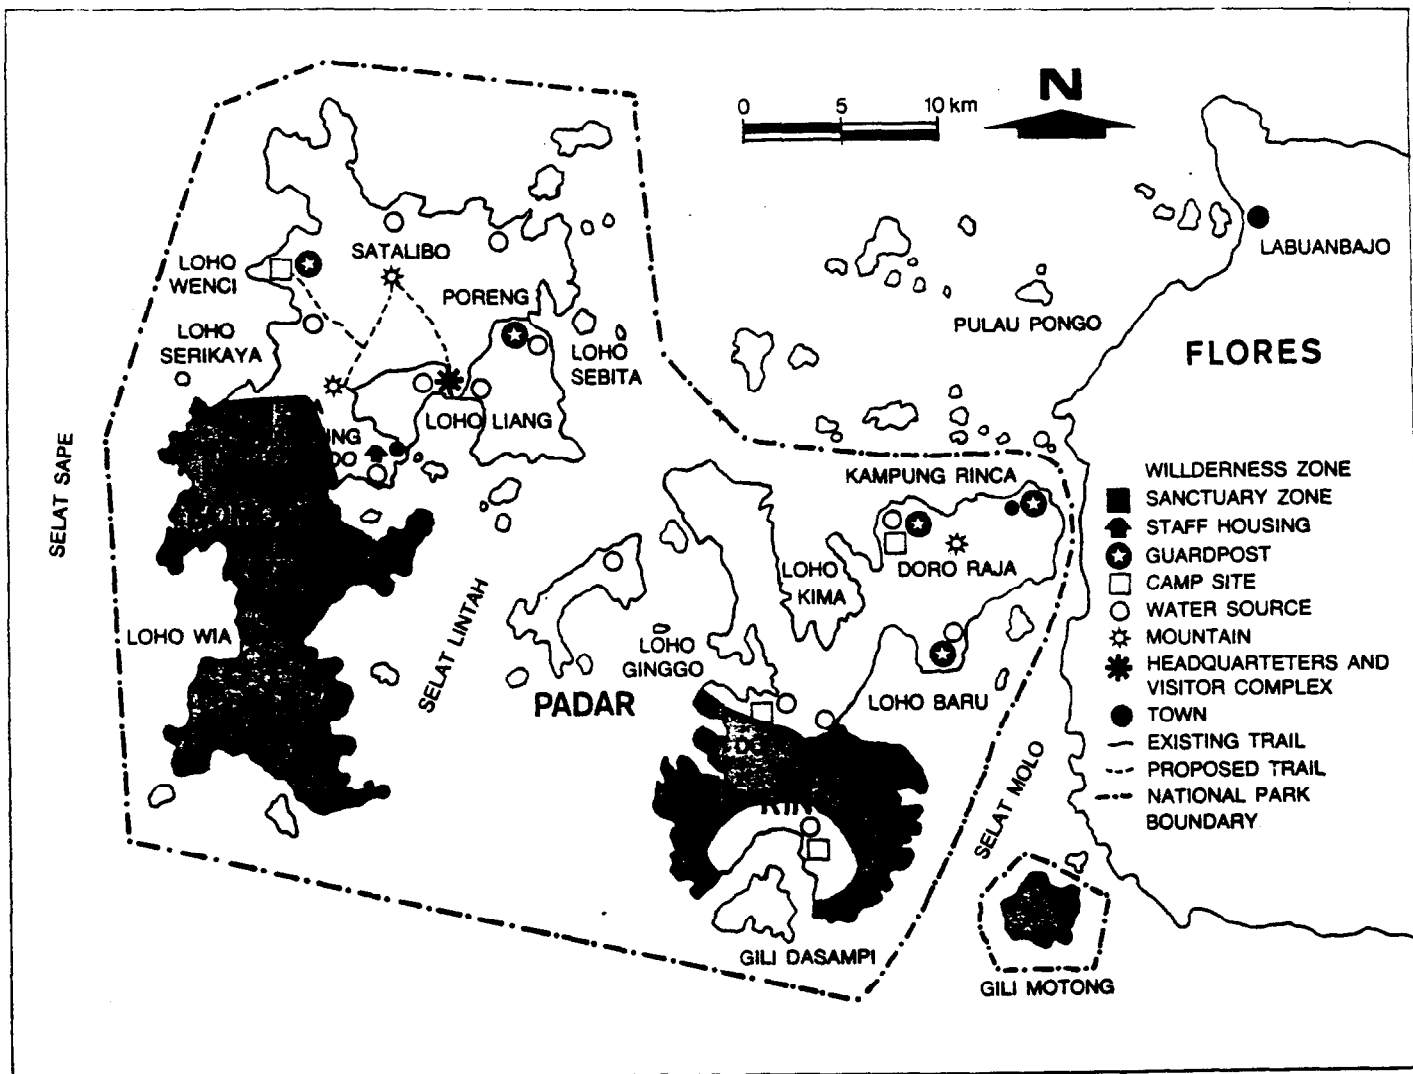 N
0 5 10 km
LABUANBAJO
SATALIBO
LOHO
WENCI
PORENG
LOHO
SERIKAYA
LOHO
SEBITA
PULAU PONGO
FLORES
LOHO LIANG
SELAT SAPE
KAMPUNG RINCA
DORO RAJA
LOHO
KIMA
LOHO WIA
SELAT LINTAH
LOHO
GINGGO
PADAR
LOHO BARU
SELAT MOLO
GILI DASAMPI
GILI MOTONG
WILLDERNESS ZONE
SANCTUARY ZONE
STAFF HOUSING
GUARDPOST
CAMP SITE
WATER SOURCE
MOUNTAIN
HEADQUARTETERS AND
VISITOR COMPLEX
TOWN
EXISTING TRAIL
PROPOSED TRAIL
NATIONAL PARK
BOUNDARY